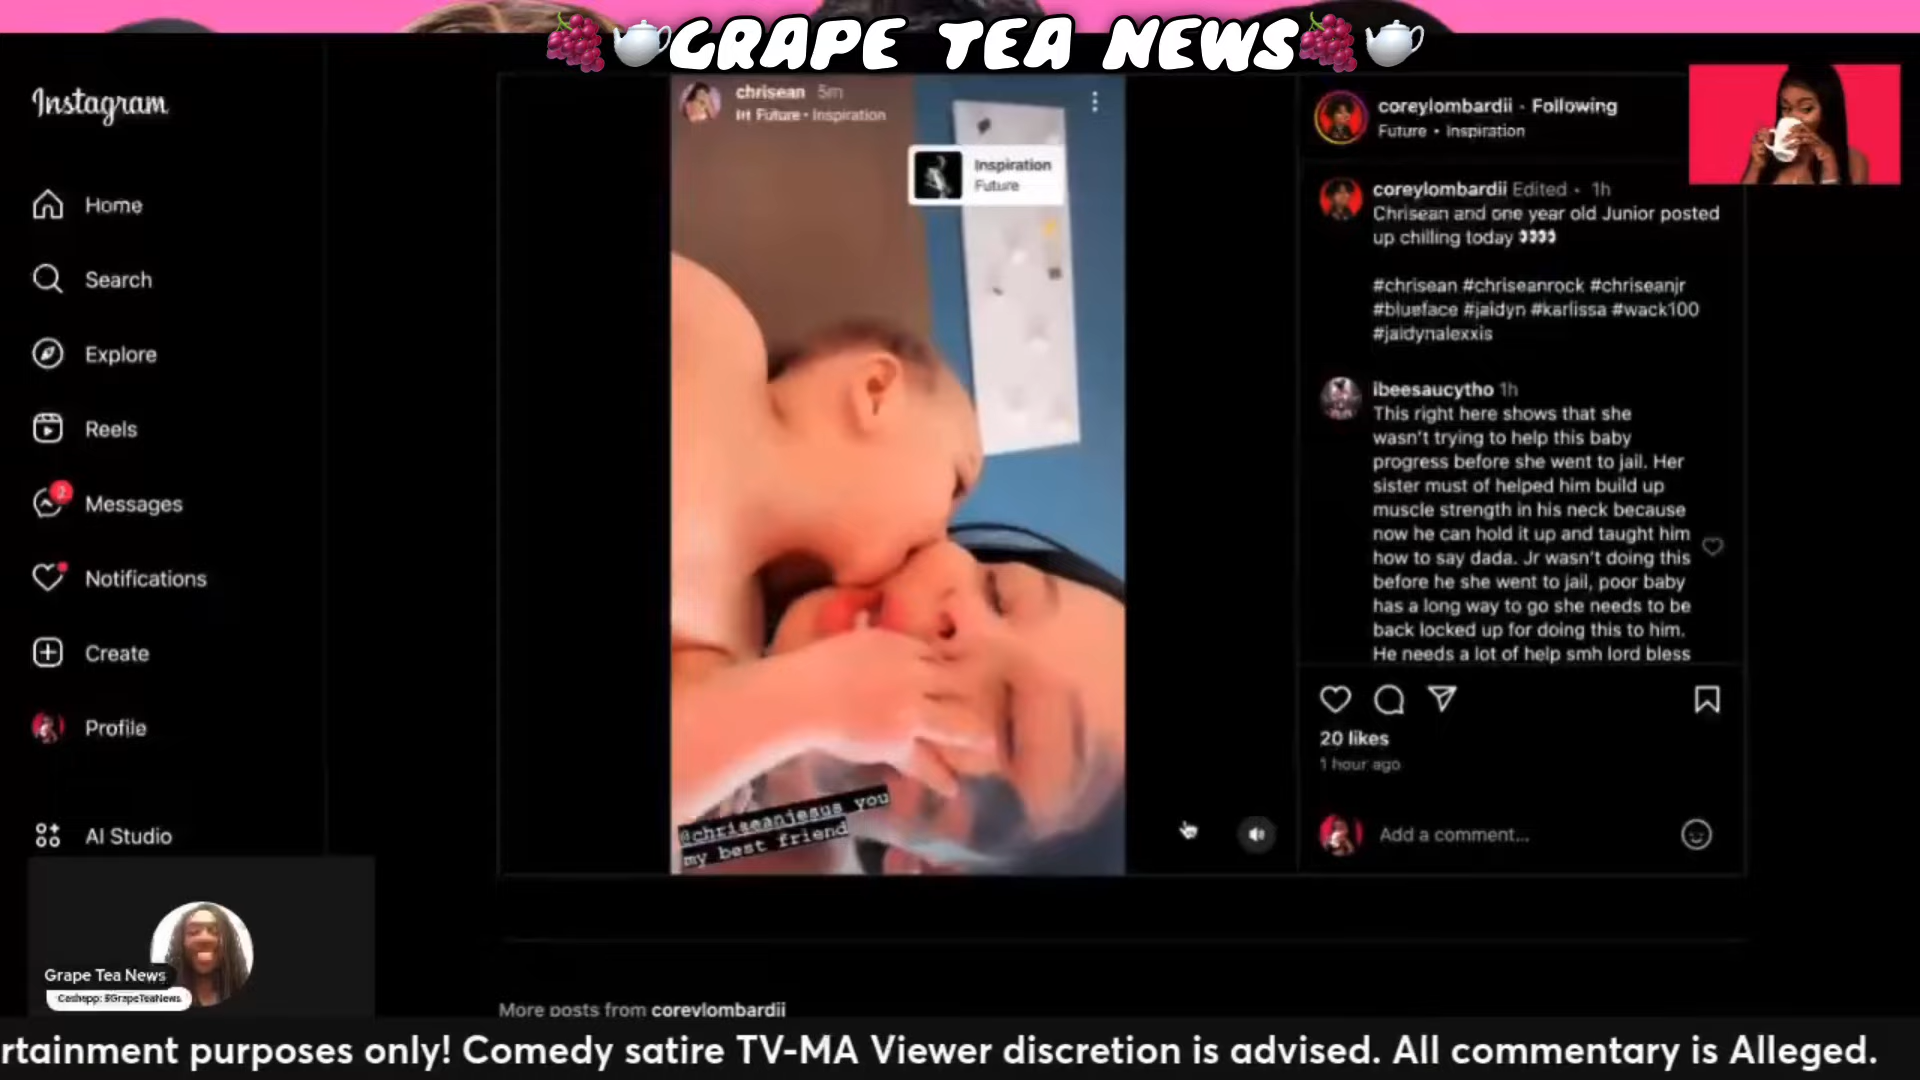 GRAPE TEA NEWS
Instagram
Home
Search
Explore
Reels
2
Messages
Notifications
Create
Profile
AI Studio
Grape Tea News
Cashapp: $GrapeTeaNews
chrisean 5m
Future • Inspiration
Inspiration
Future
@chriseanjesus you
my best friend
coreylombardii • Following
Future • Inspiration
coreylombardii Edited • 1h
Chrisean and one year old Junior posted
up chilling today
#chrisean #chriseanrock #chriseanjr
#blueface #jaidyn #karlissa #wack100
#jaidynalexxis
ibeesaucytho 1h
This right here shows that she
wasn't trying to help this baby
progress before she went to jail. Her
sister must of helped him build up
muscle strength in his neck because
now he can hold it up and taught him
how to say dada. Jr wasn't doing this
before he she went to jail, poor baby
has a long way to go she needs to be
back locked up for doing this to him.
He needs a lot of help smh lord bless
20 likes
1 hour ago
Add a comment...
More posts from coreylombardii
rtainment purposes only! Comedy satire TV-MA Viewer discretion is advised. All commentary is Alleged.